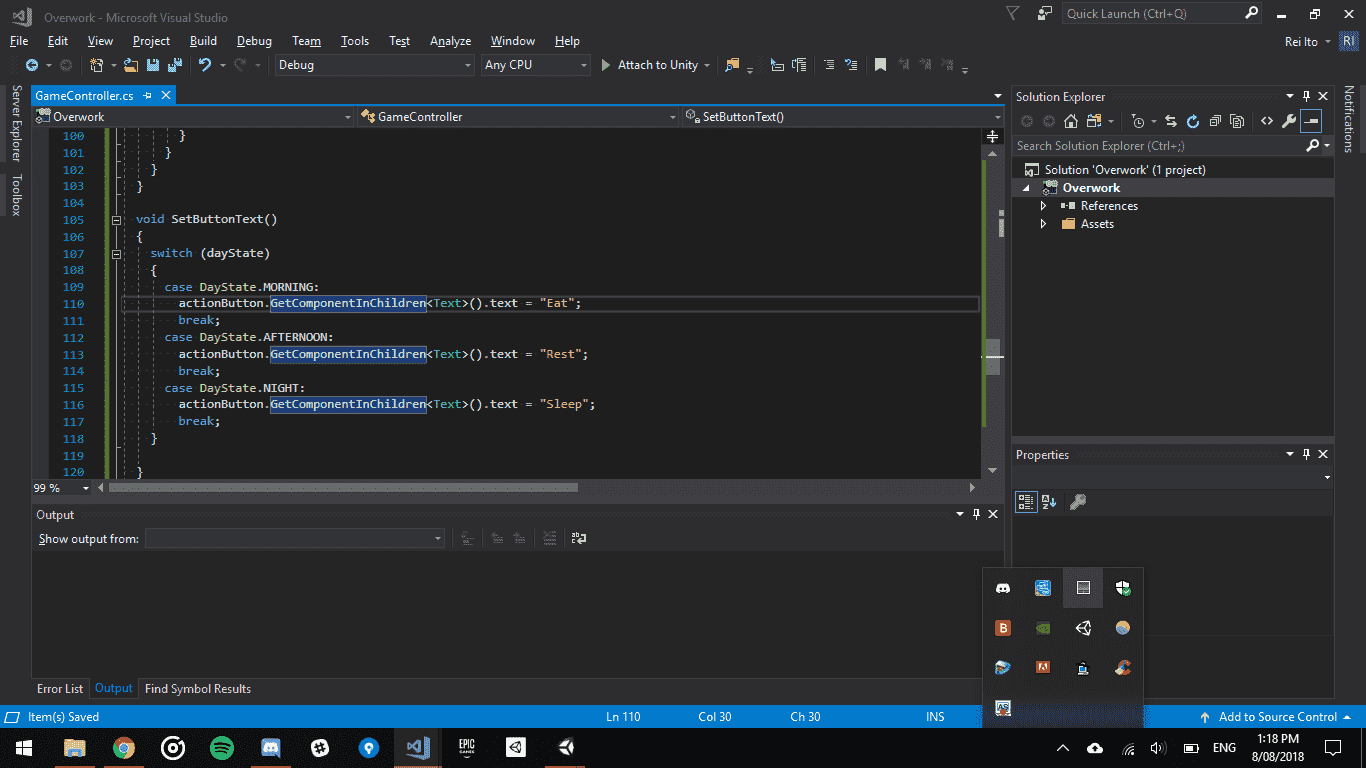 Overwork - Microsoft Visual Studio
Quick Launch (Ctrl+Q)
File Edit View Project Build Debug Team Tools Test Analyze Window Help
Rei Ito RI
Debug Any CPU Attach to Unity
Server Explorer
Toolbox
GameController.cs
Overwork GameController SetButtonText()
100 }
101 }
102 }
103 }
104
105 void SetButtonText()
106 {
107 switch (dayState)
108 {
109 case DayState.MORNING:
110 actionButton.GetComponentInChildren<Text>().text = "Eat";
111 break;
112 case DayState.AFTERNOON:
113 actionButton.GetComponentInChildren<Text>().text = "Rest";
114 break;
115 case DayState.NIGHT:
116 actionButton.GetComponentInChildren<Text>().text = "Sleep";
117 break;
118 }
119
120 }
99 %
Output
Show output from:
Error List Output Find Symbol Results
Solution Explorer
Search Solution Explorer (Ctrl+;)
Solution 'Overwork' (1 project)
Overwork
References
Assets
Properties
Notifications
Item(s) Saved Ln 110 Col 30 Ch 30 INS Add to Source Control
EPIC GAMES
ENG
1:18 PM
8/08/2018